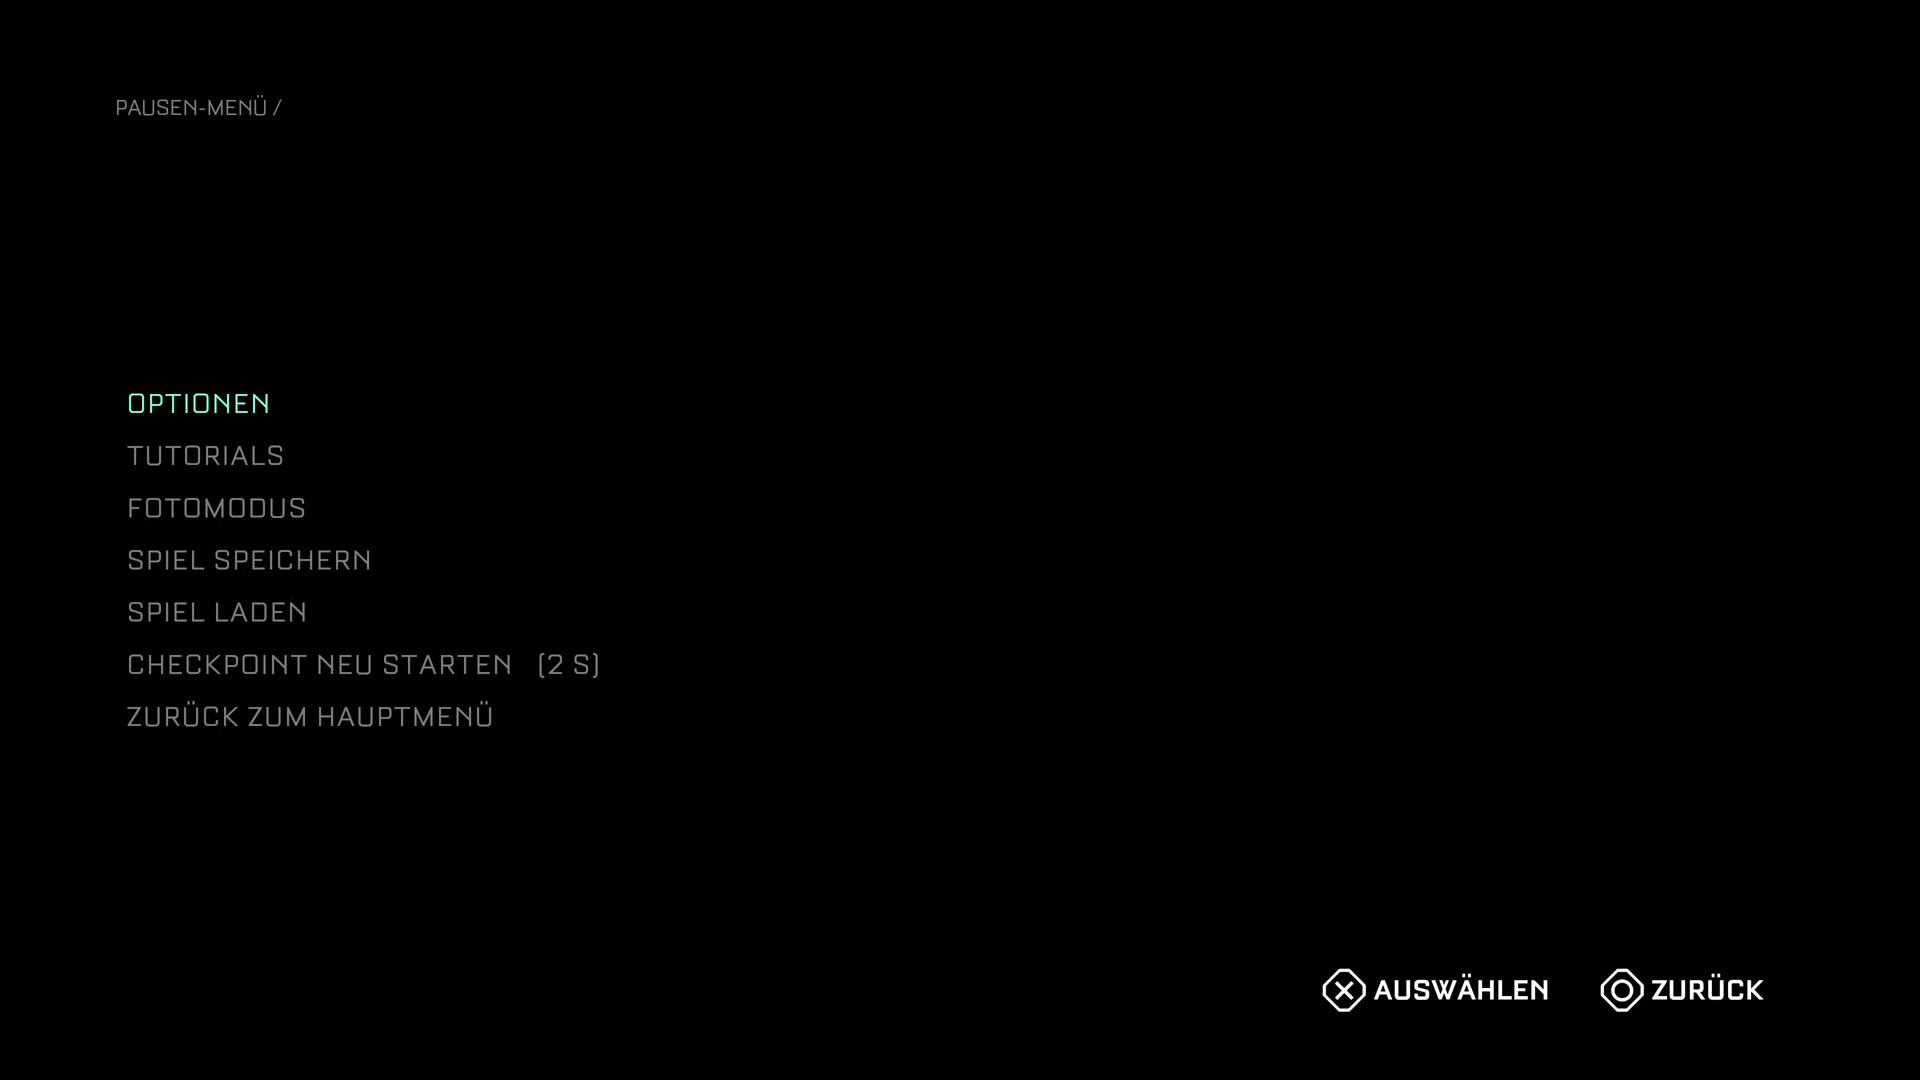 PAUSEN-MENÜ /
OPTIONEN
TUTORIALS
FOTOMODUS
SPIEL SPEICHERN
SPIEL LADEN
CHECKPOINT NEU STARTEN (2 S)
ZURÜCK ZUM HAUPTMENÜ
AUSWÄHLEN ZURÜCK